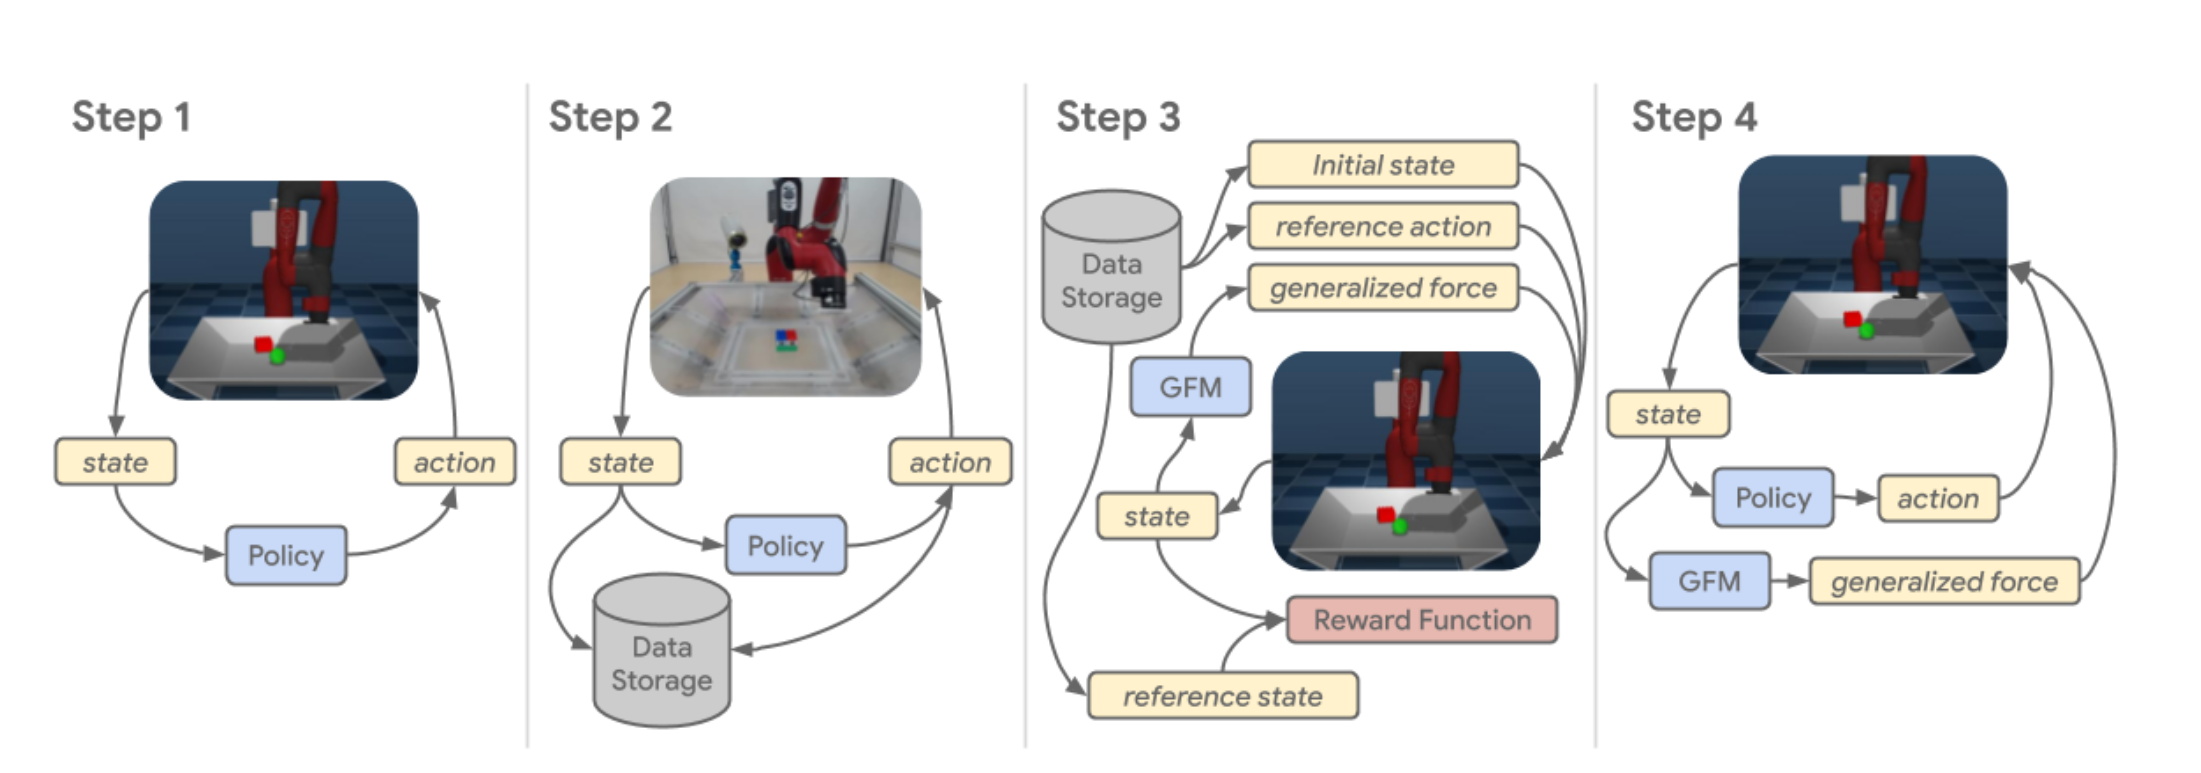 Step 1
state
action
Policy
Step 2
state
action
Policy
Data
Storage
Step 3
Initial state
reference action
generalized force
Data
Storage
GFM
state
Reward Function
reference state
Step 4
state
Policy
action
GFM
generalized force